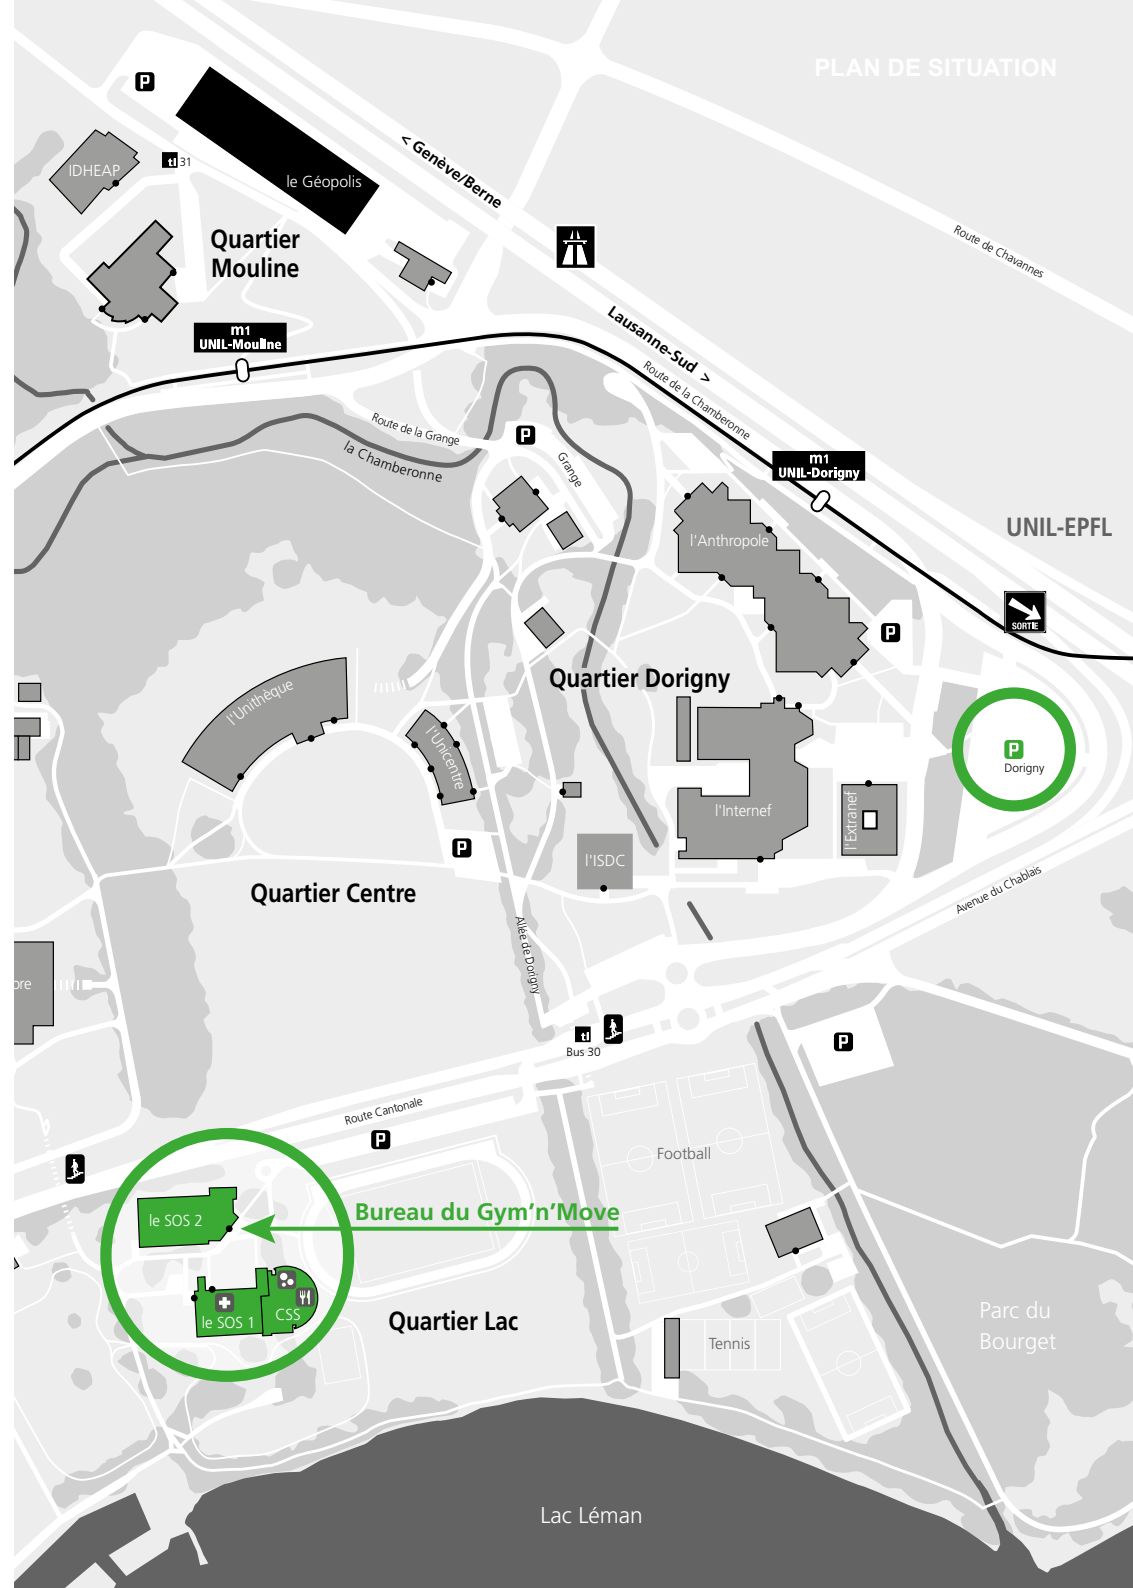 PLAN DE SITUATION
P
IDHEAP
tl 31
le Géopolis
< Genève/Berne
Quartier
Mouline
Route de Chavannes
m1
UNIL-Mouline
Lausanne-Sud >
Route de la Chamberonne
Route de la Grange
la Chamberonne
P
Grange
m1
UNIL-Dorigny
l'Anthropole
UNIL-EPFL
SORTIE
P
Quartier Dorigny
l'Unithèque
l'Unicentre
P
Dorigny
l'Internef
l'Extranef
P
l'ISDC
Quartier Centre
Avenue du Chablais
Allée de Dorigny
ore
tl
Bus 30
P
Route Cantonale
P
Football
Bureau du Gym'n'Move
le SOS 2
le SOS 1
CSS
Quartier Lac
Tennis
Parc du
Bourget
Lac Léman